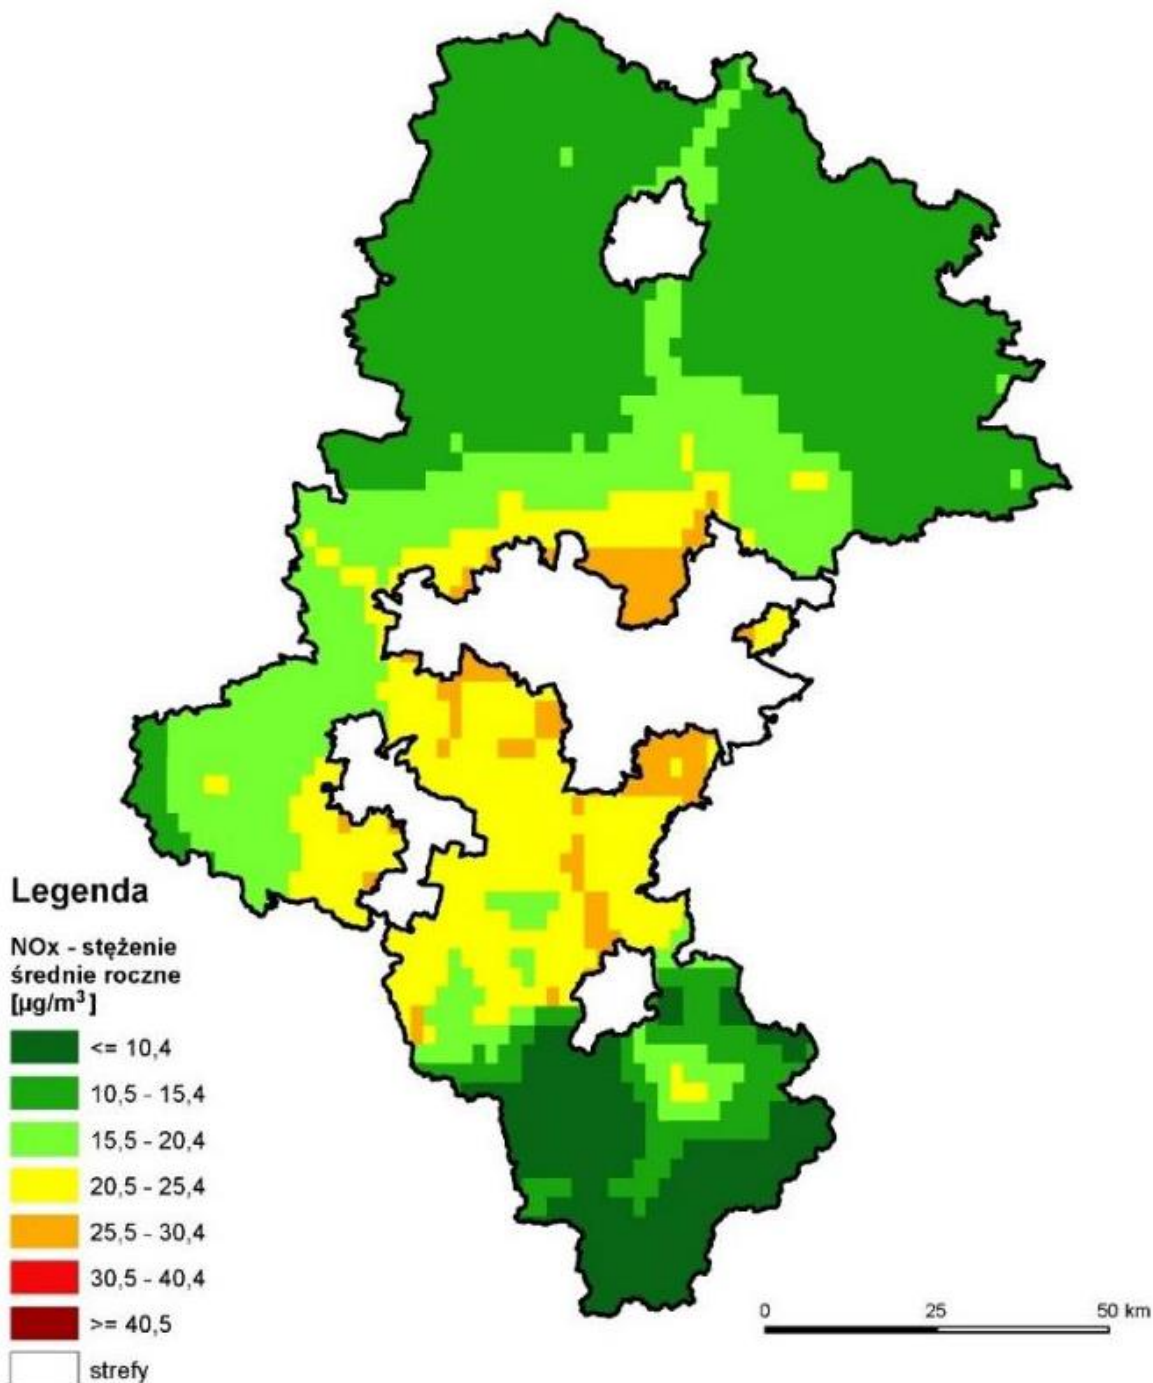 Legenda
NOx - stężenie
średnie roczne
[µg/m³]
<= 10,4
10,5 - 15,4
15,5 - 20,4
20,5 - 25,4
25,5 - 30,4
30,5 - 40,4
>= 40,5
strefy
0 25 50 km